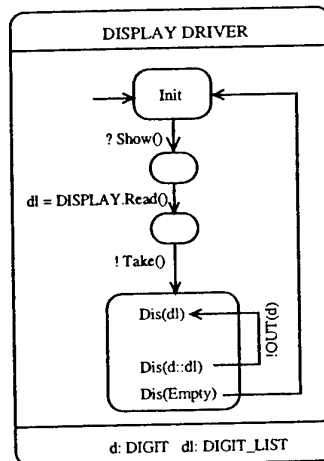 DISPLAY DRIVER
Init
? Show()
dl = DISPLAY.Read()
! Take()
Dis(dl)
!OUT(d)
Dis(d::dl)
Dis(Empty)
d: DIGIT dl: DIGIT_LIST